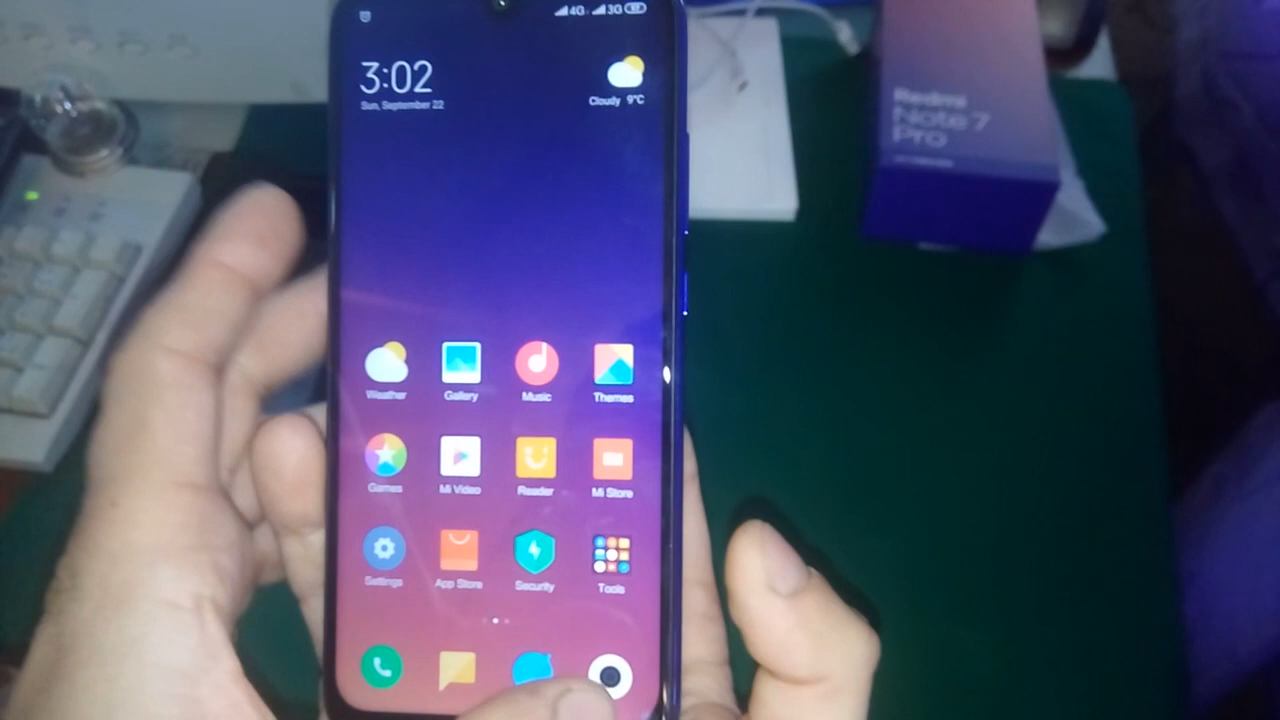 4G 3G
3:02
Sun, September 22
Cloudy 9°C
Redmi
Note 7
Pro
Weather Gallery Music Themes
Games Mi Video Reader Mi Store
Settings App Store Security Tools